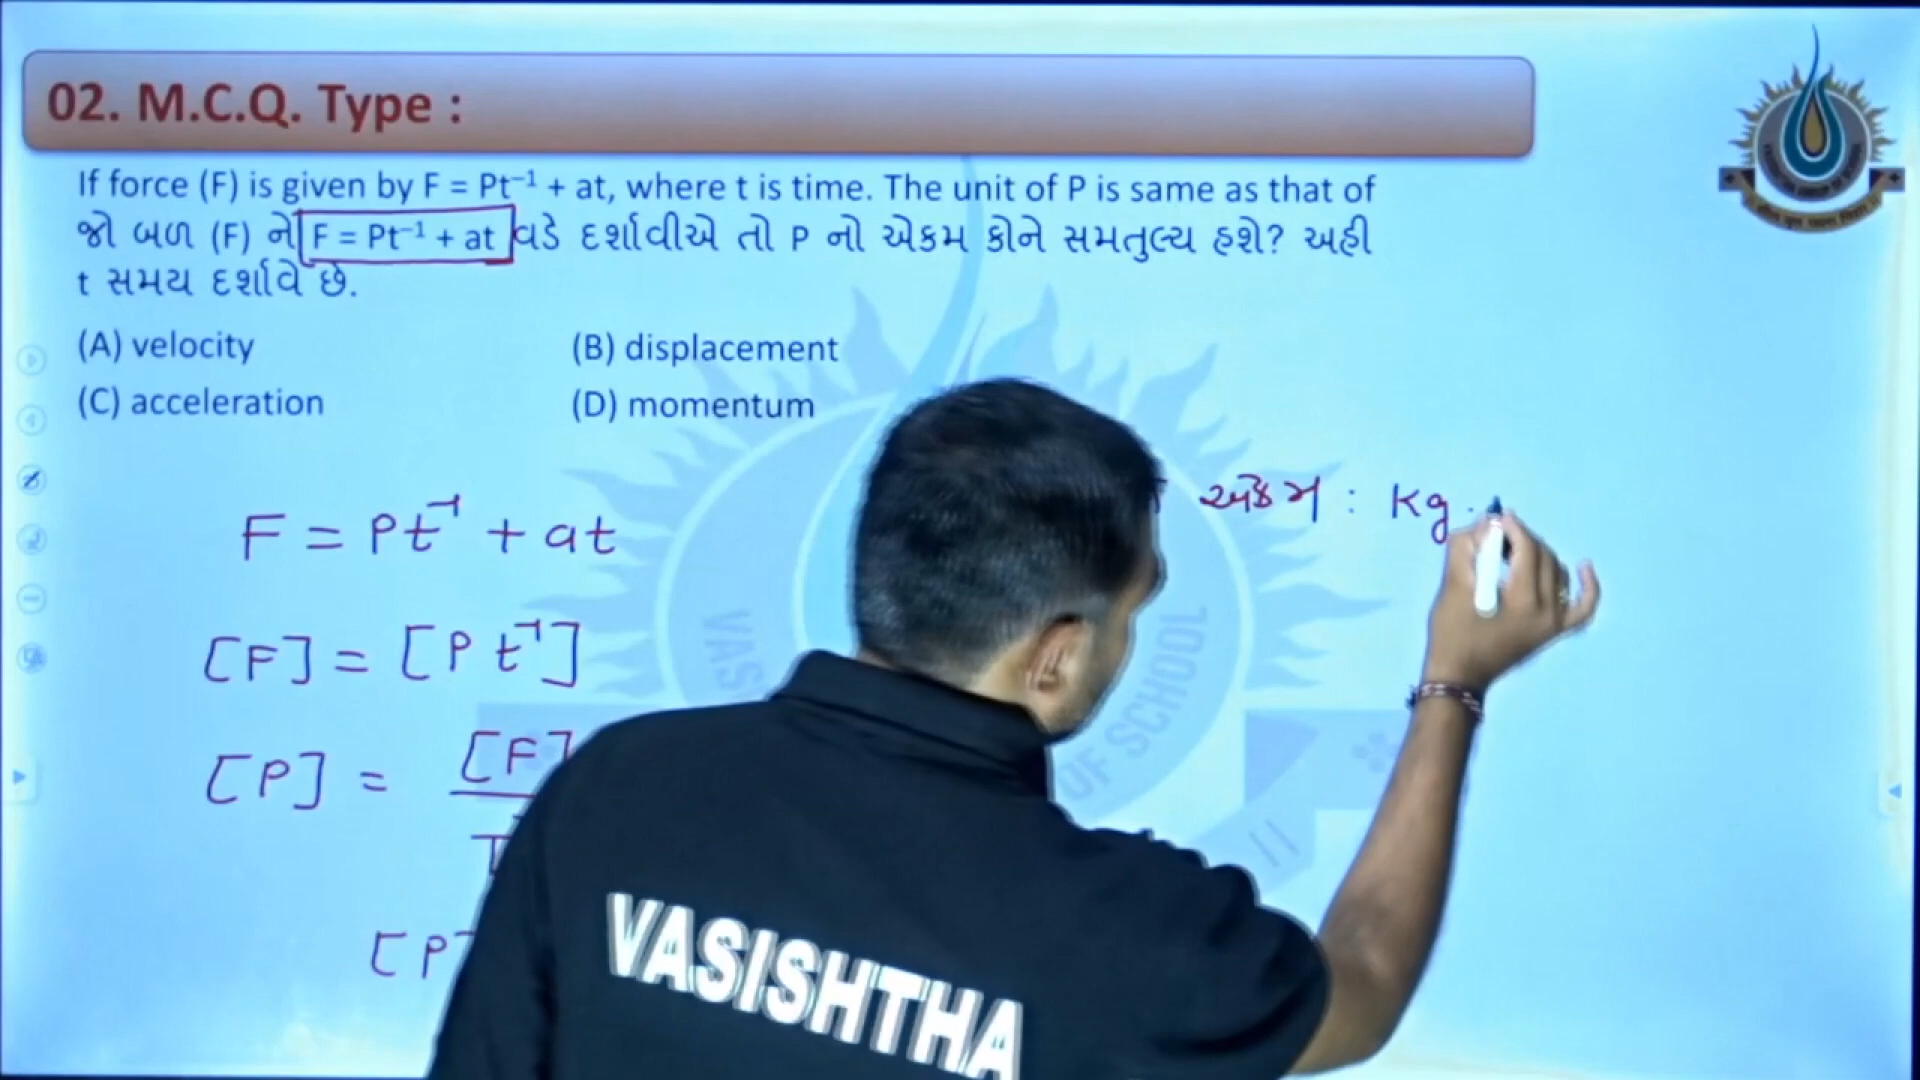 02. M.C.Q. Type :
If force (F) is given by F = Pt⁻¹ + at, where t is time. The unit of P is same as that of
જો બળ (F) ને F = Pt⁻¹ + at વડે દર્શાવીએ તો P નો એકમ કોને સમતુલ્ય હશે? અહી
t સમય દર્શાવે છે.
(A) velocity (B) displacement
(C) acceleration (D) momentum
એકમ : kg ·
F = Pt⁻¹ + at
[F] = [P t⁻¹]
[P] = [F]
[P
VASISHTHA
OF SCHOOL